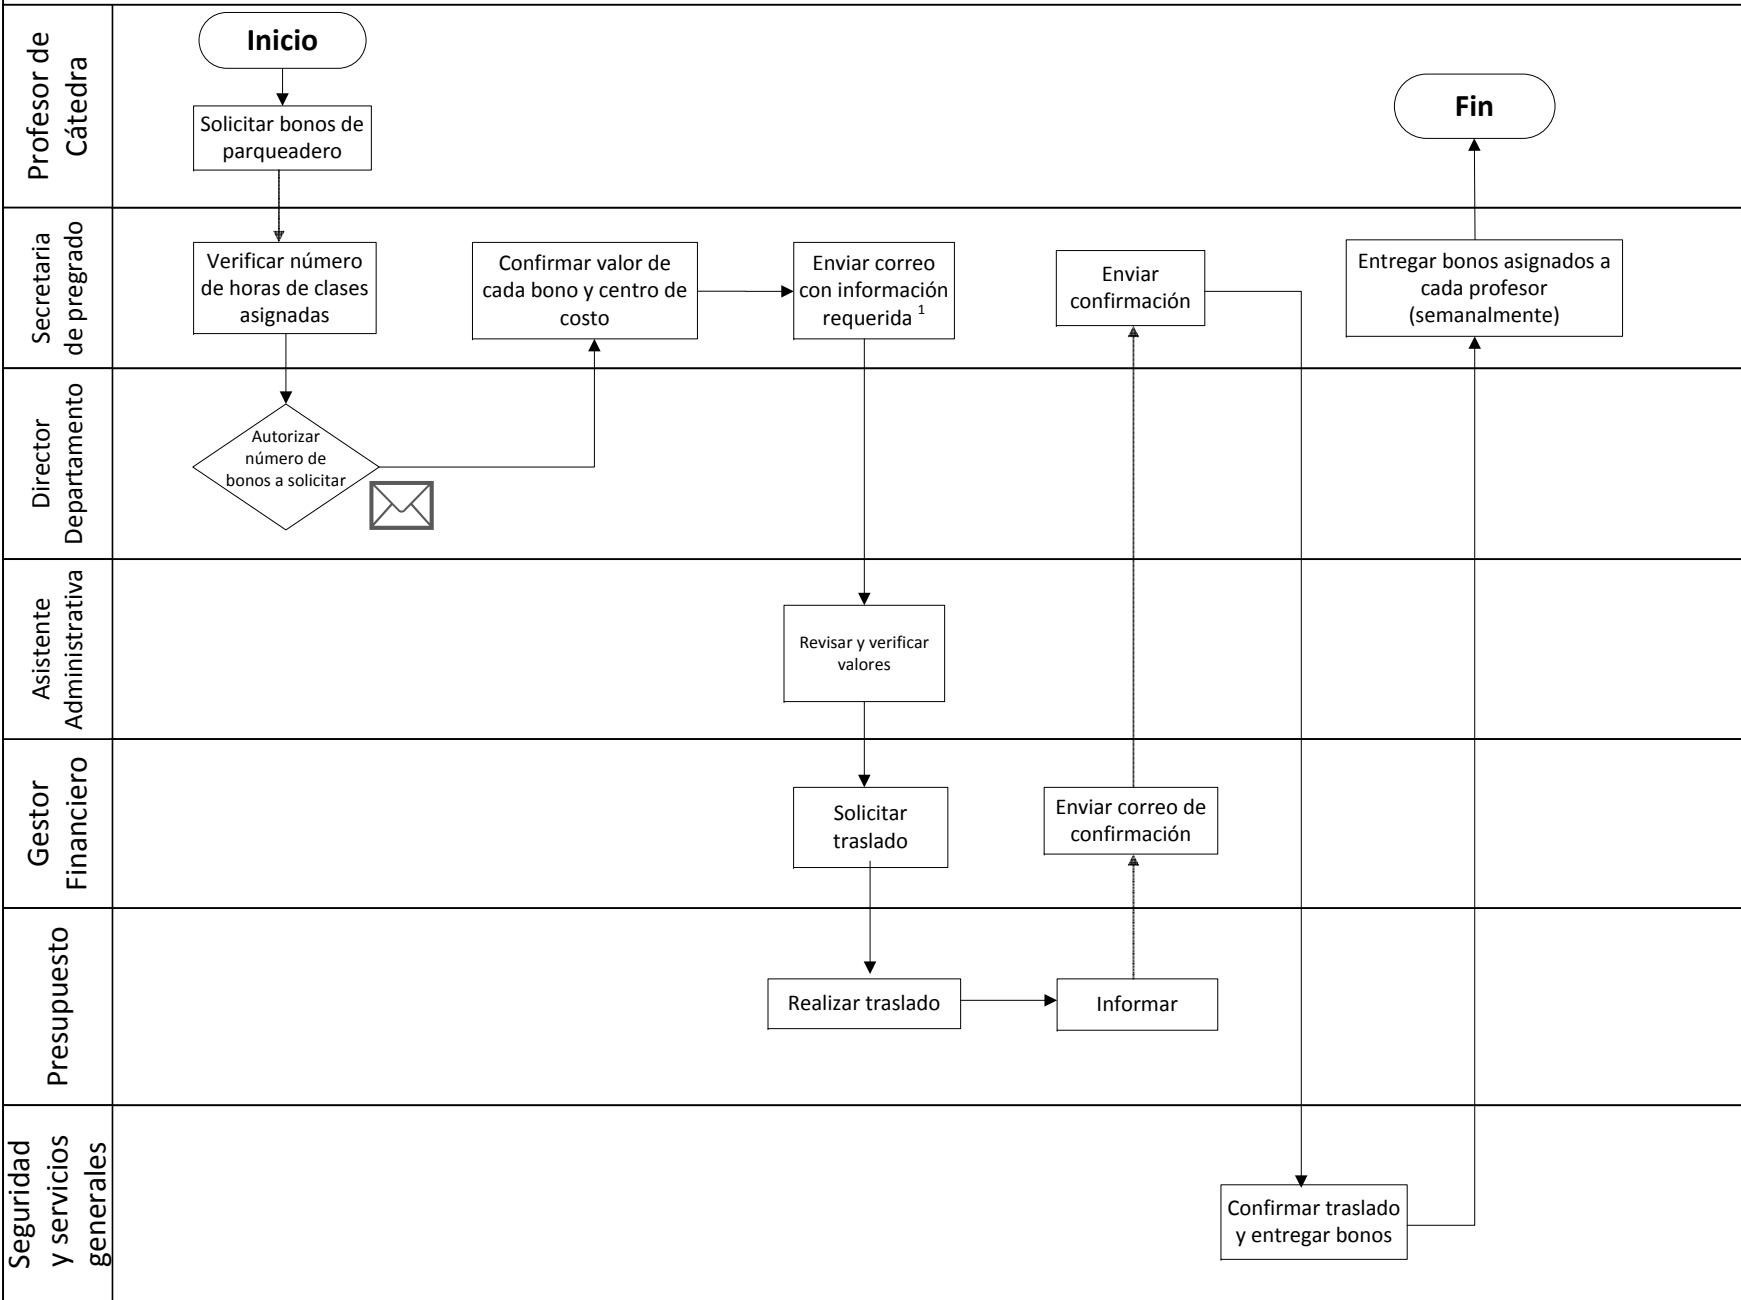 Profesor de
Cátedra
Inicio
Solicitar bonos de
parqueadero
Fin
Secretaria
de pregrado
Verificar número
de horas de clases
asignadas
Confirmar valor de
cada bono y centro de
costo
Enviar correo
con información
requerida 1
Enviar
confirmación
Entregar bonos asignados a
cada profesor
(semanalmente)
Director
Departamento
Autorizar
número de
bonos a solicitar
Asistente
Administrativa
Revisar y verificar
valores
Gestor
Financiero
Solicitar
traslado
Enviar correo de
confirmación
Presupuesto
Realizar traslado
Informar
Seguridad
y servicios
generales
Confirmar traslado
y entregar bonos